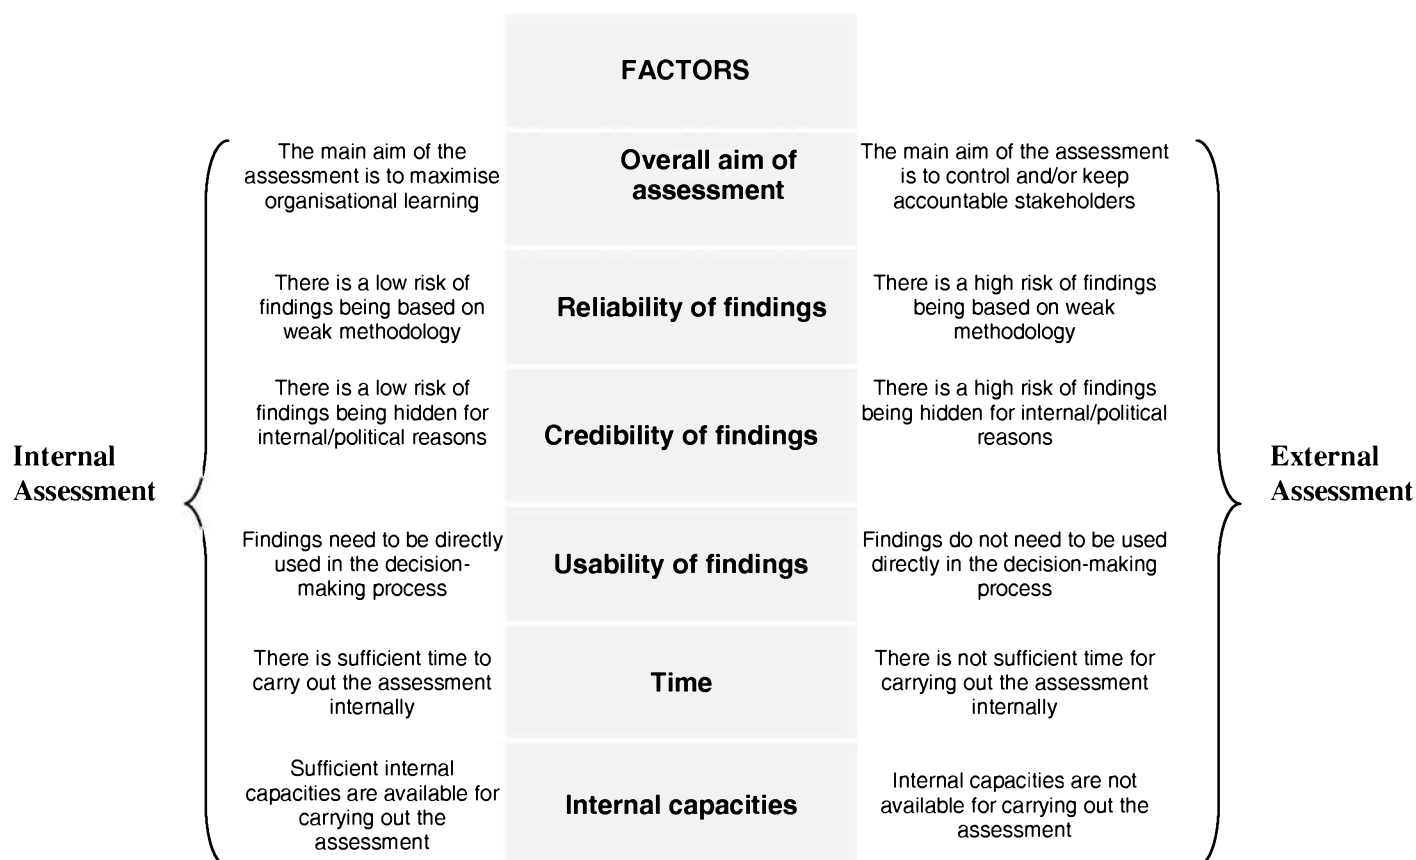 FACTORS
The main aim of the
assessment is to maximise
organisational learning
Overall aim of
assessment
The main aim of the assessment
is to control and/or keep
accountable stakeholders
There is a low risk of
findings being based on
weak methodology
Reliability of findings
There is a high risk of findings
being based on weak
methodology
There is a low risk of
findings being hidden for
internal/political reasons
Credibility of findings
There is a high risk of findings
being hidden for internal/political
reasons
Internal
Assessment
External
Assessment
Findings need to be directly
used in the decision-
making process
Usability of findings
Findings do not need to be used
directly in the decision-making
process
There is sufficient time to
carry out the assessment
internally
Time
There is not sufficient time for
carrying out the assessment
internally
Sufficient internal
capacities are available for
carrying out the
assessment
Internal capacities
Internal capacities are not
available for carrying out the
assessment